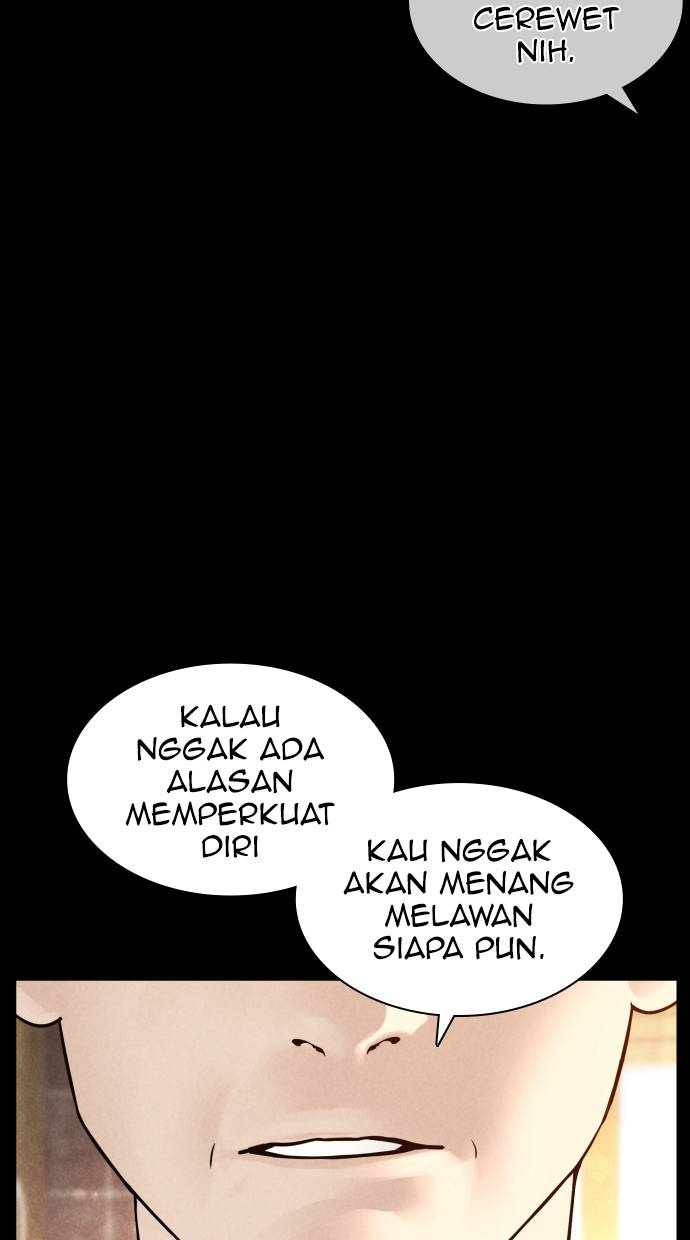 CEREWET
NIH.
KALAU
NGGAK ADA
ALASAN
MEMPERKUAT
DIRI
KAU NGGAK
AKAN MENANG
MELAWAN
SIAPA PUN.